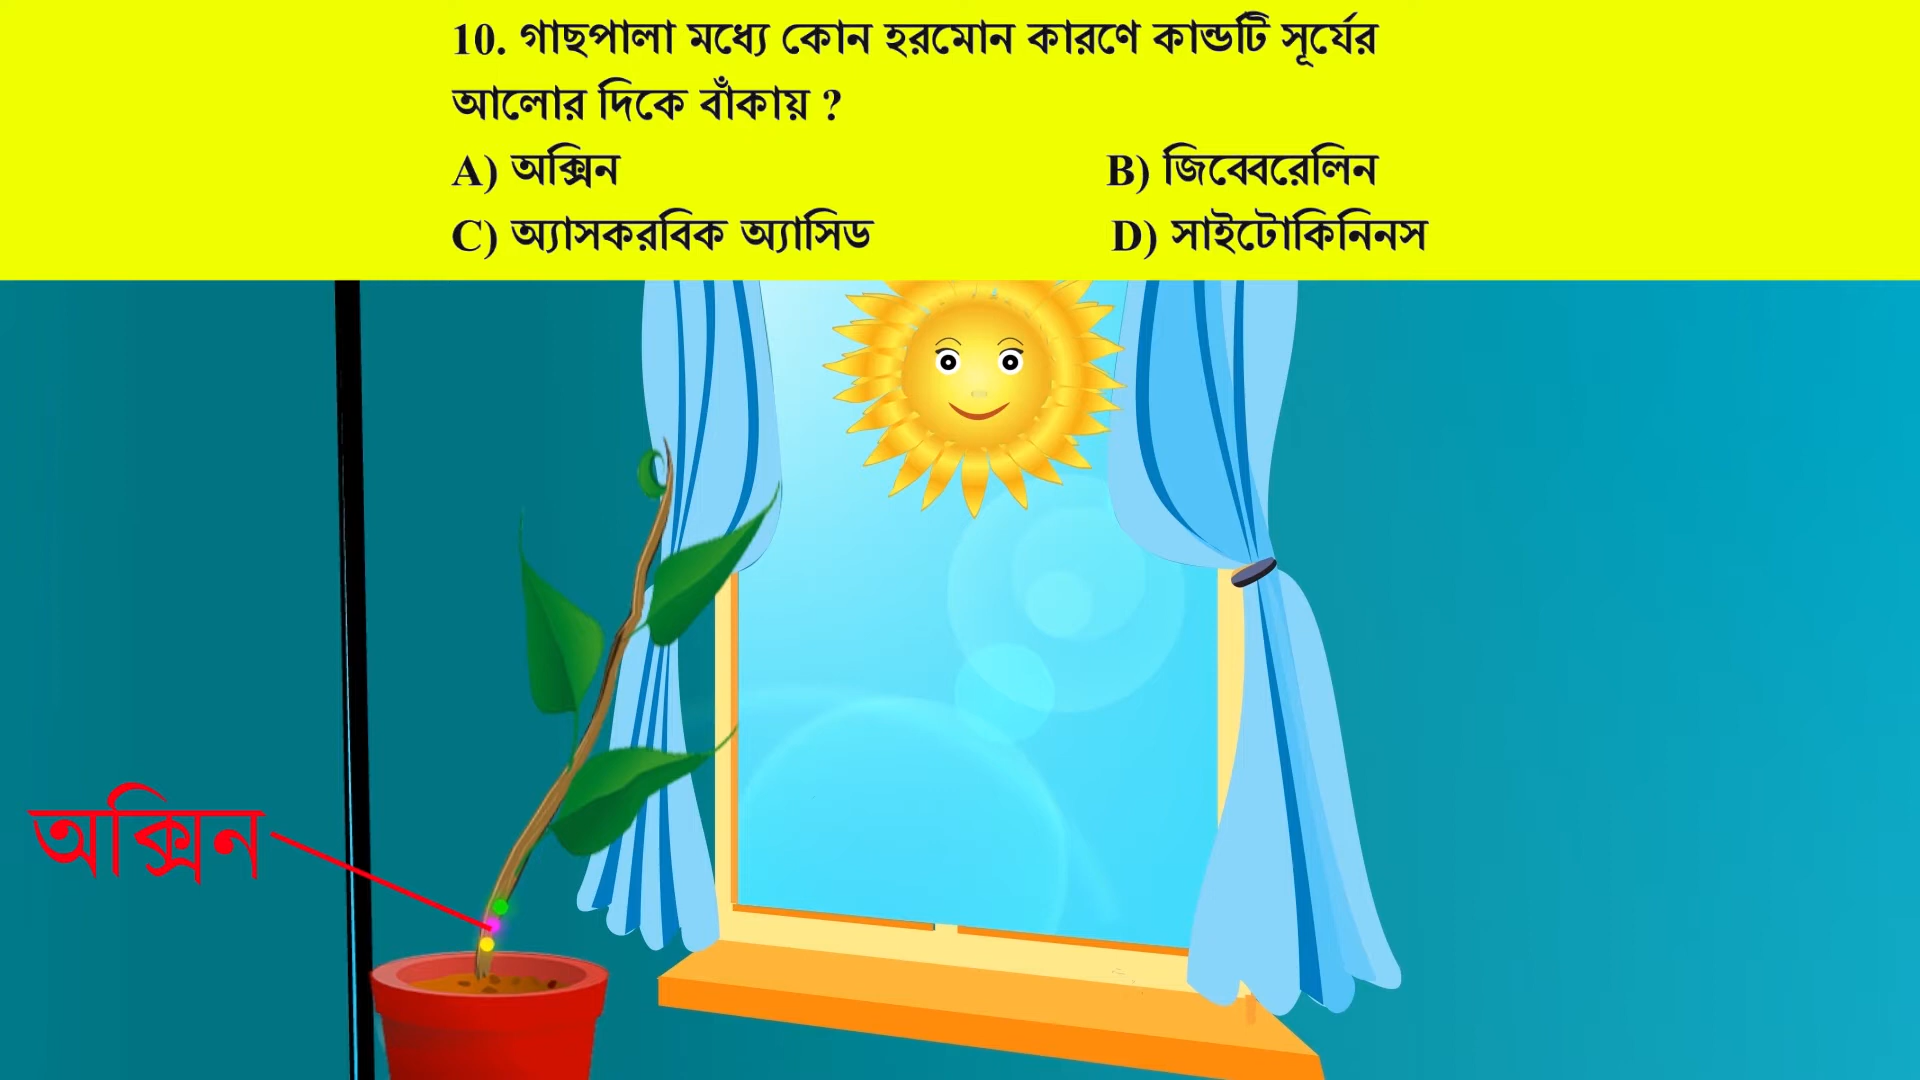 10. গাছপালা মধ্যে কোন হরমোন কারণে কান্ডটি সূর্যের
আলোর দিকে বাঁকায় ?
A) অক্সিন B) জিবেবরেলিন
C) অ্যাসকরবিক অ্যাসিড D) সাইটোকিনিনস
অক্সিন